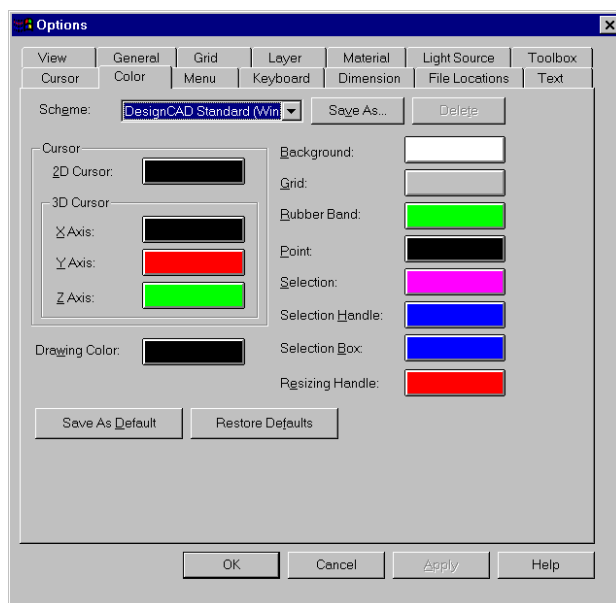 Options
View General Grid Layer Material Light Source Toolbox
Cursor Color Menu Keyboard Dimension File Locations Text
Scheme: DesignCAD Standard (Win Save As... Delete
Cursor
2D Cursor:
3D Cursor
X Axis:
Y Axis:
Z Axis:
Drawing Color:
Background:
Grid:
Rubber Band:
Point:
Selection:
Selection Handle:
Selection Box:
Resizing Handle:
Save As Default Restore Defaults
OK Cancel Apply Help